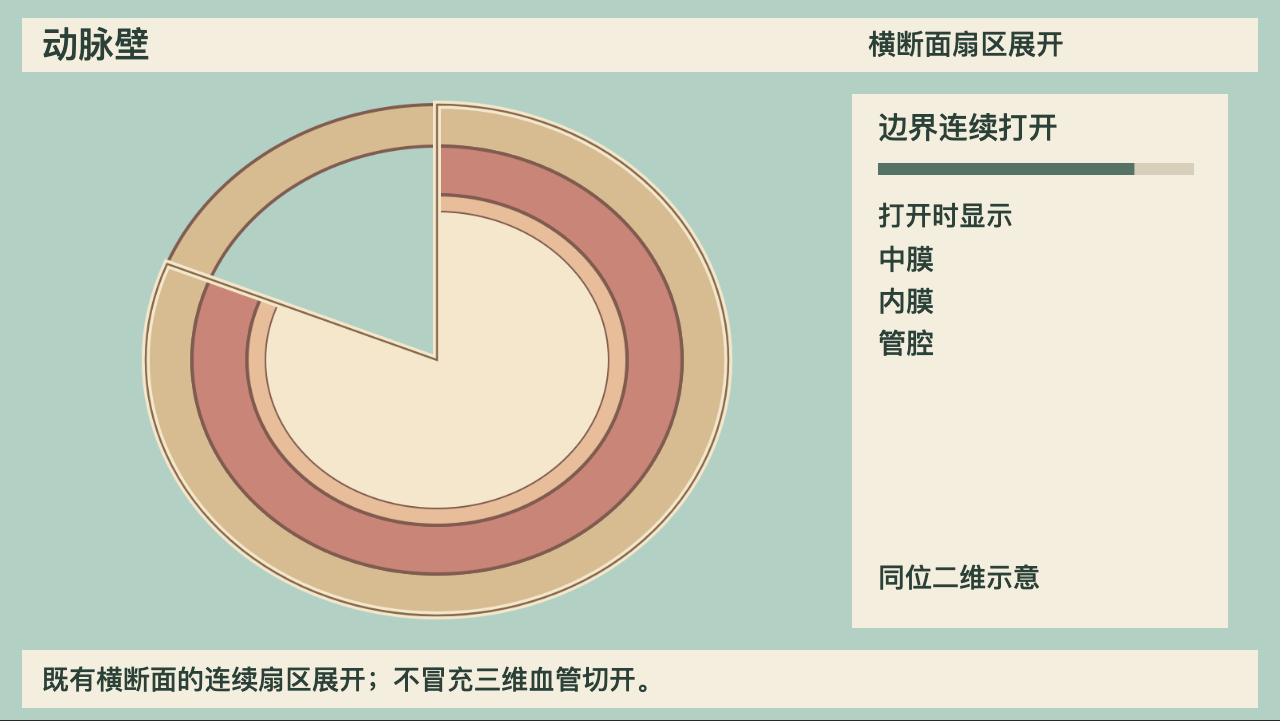 动脉壁
横断面扇区展开
边界连续打开
打开时显示
中膜
内膜
管腔
同位二维示意
既有横断面的连续扇区展开；不冒充三维血管切开。